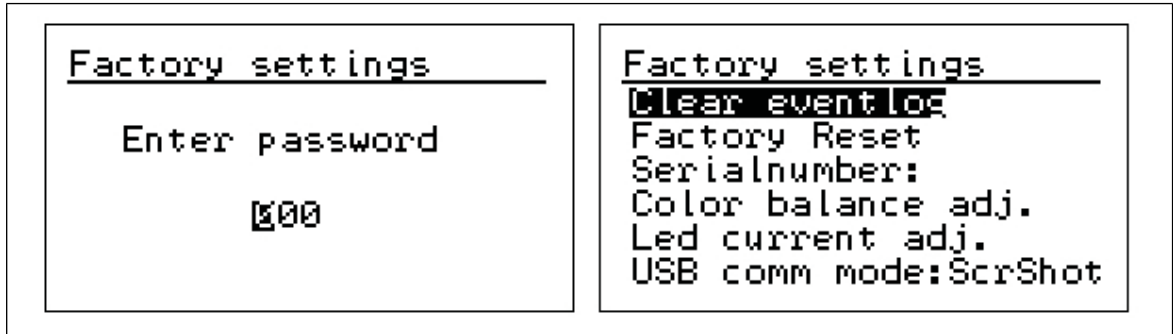 Factory settings
Enter password
000
Factory settings
Clear eventlog
Factory Reset
Serialnumber:
Color balance adj.
Led current adj.
USB comm mode:ScrShot